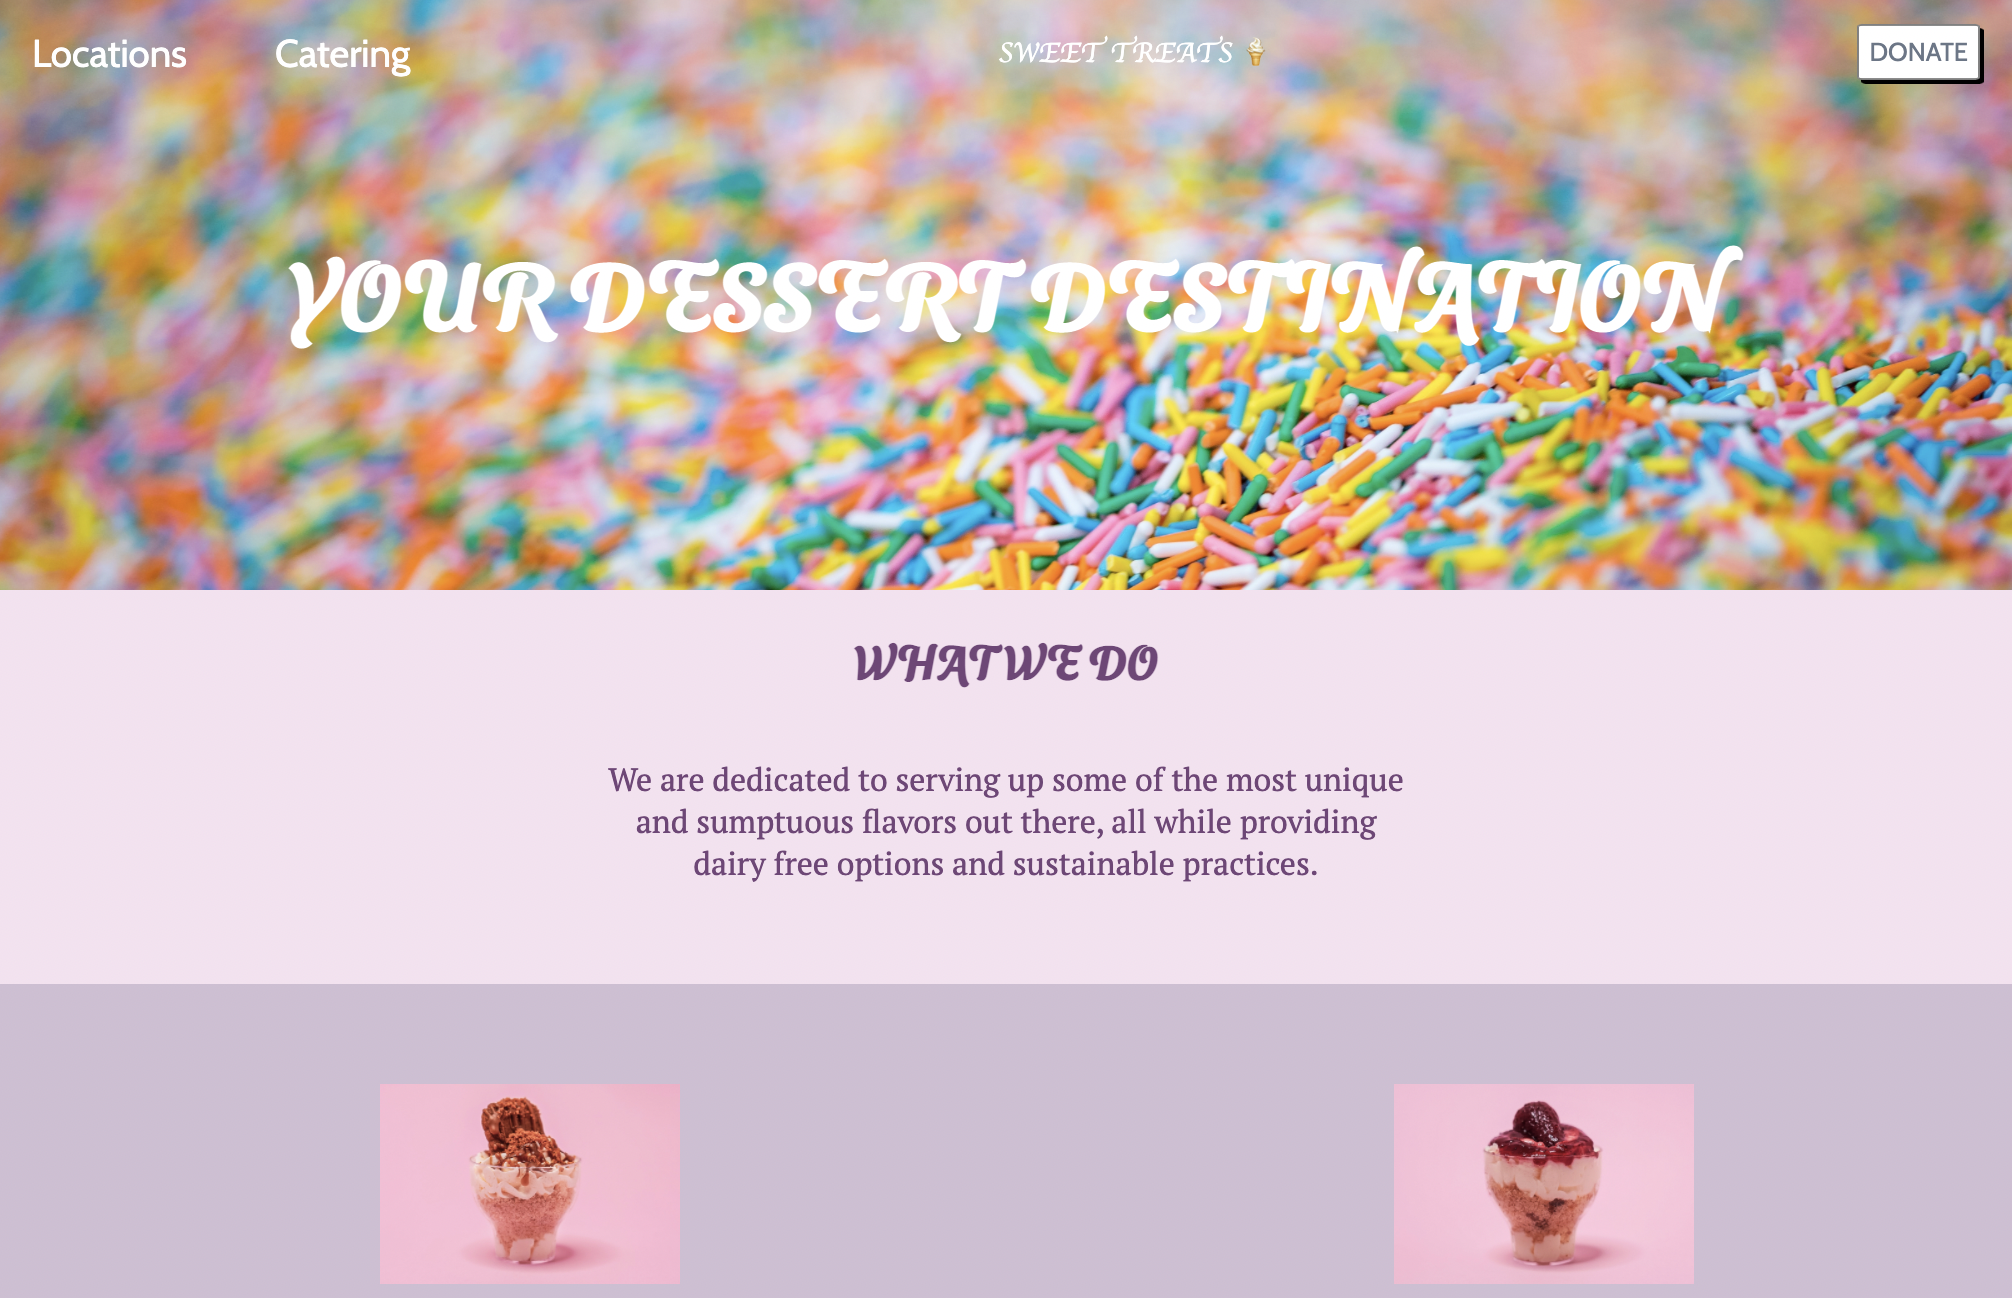 Locations
Catering
SWEET TREATS 🍦
DONATE
YOUR DESSERT DESTINATION
WHAT WE DO
We are dedicated to serving up some of the most unique
and sumptuous flavors out there, all while providing
dairy free options and sustainable practices.